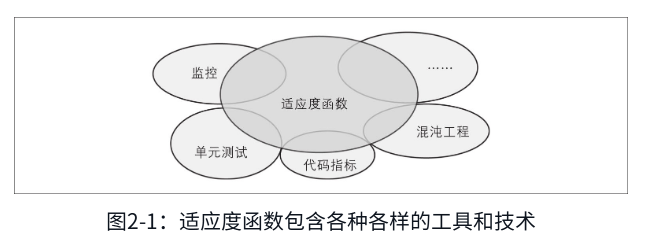 监控
……
适应度函数
混沌工程
单元测试
代码指标
图2-1：适应度函数包含各种各样的工具和技术